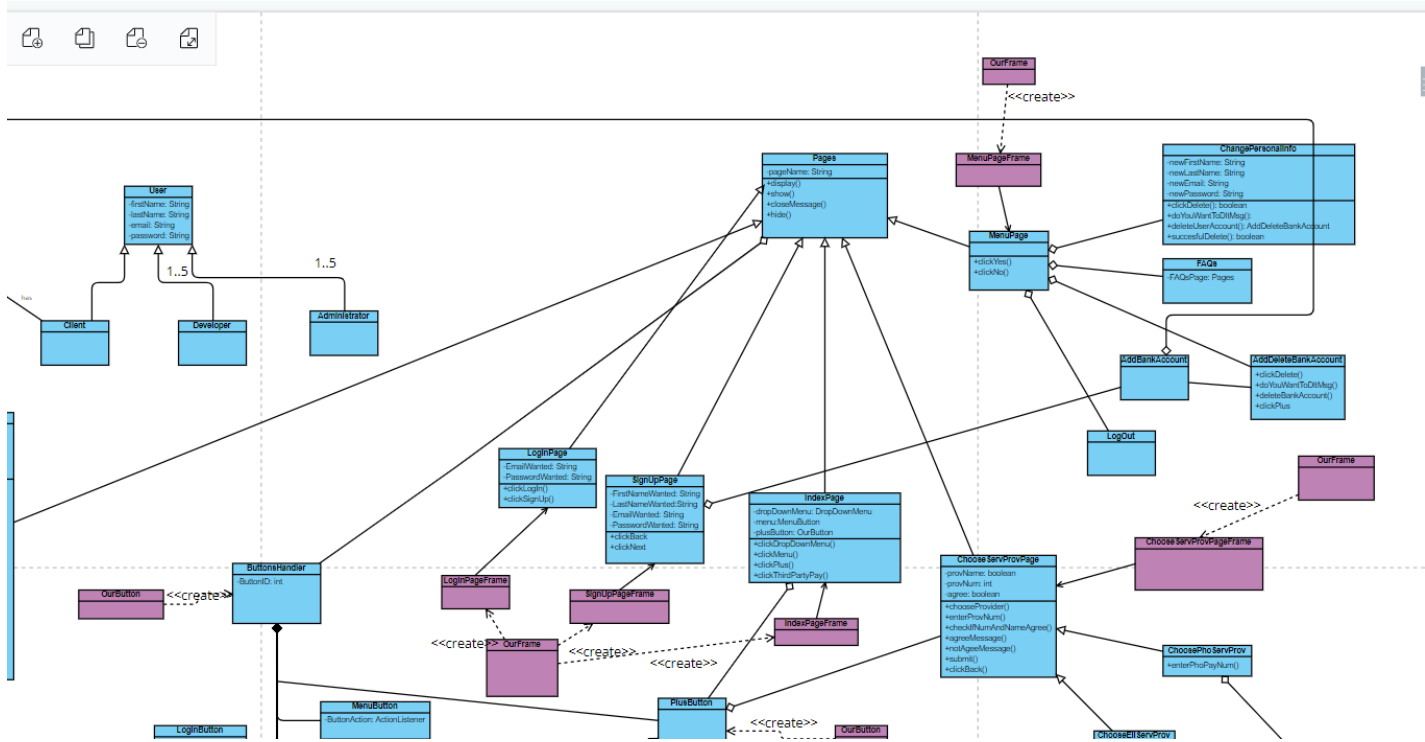 OurFrame
<<create>>
MenuPageFrame
Pages
-pageName: String
+display()
+show()
+closeMessage()
+hide()
ChangePersonalInfo
-newFirstName: String
-newLastName: String
-newEmail: String
-newPassword: String
+clickDelete(): boolean
+doYouWantToDltMsg():
+deleteUserAccount(): AddDeleteBankAccount
+succesfulDelete(): boolean
User
-firstName: String
-lastName: String
-email: String
-password: String
MenuPage
+clickYes()
+clickNo()
FAQs
-FAQsPage: Pages
1..5
1..5
has
Client
Developer
Administrator
AddBankAccount
AddDeleteBankAccount
+clickDelete()
+doYouWantToDltMsg()
+deleteBankAccount()
+clickPlus
LogOut
LogInPage
-EmailWanted: String
-PasswordWanted: String
+clickLogIn()
+clickSignUp()
SignUpPage
-FirstNameWanted: String
-LastNameWanted:String
-EmailWanted: String
-PasswordWanted: String
+clickBack
+clickNext
IndexPage
-dropDownMenu: DropDownMenu
-menu:MenuButton
-plusButton: OurButton
+clickDropDownMenu()
+clickMenu()
+clickPlus()
+clickThirdPartyPay()
OurFrame
<<create>>
ChooseServProvPageFrame
ChooseServProvPage
-provName: boolean
-provNum: int
-agree: boolean
+chooseProvider()
+enterProvNum()
+checkIfNumAndNameAgree()
+agreeMessage()
+notAgeeMessage()
+submit()
+clickBack()
ButtonsHandler
-ButtonID: int
OurButton
<<create>>
LogInPageFrame
SignUpPageFrame
IndexPageFrame
<<create>>
OurFrame
<<create>>
<<create>>
ChoosePhoServProv
+enterPhoPayNum()
PlusButton
MenuButton
-ButtonAction: ActionListener
LoginButton
<<create>>
OurButton
ChooseEllServProv